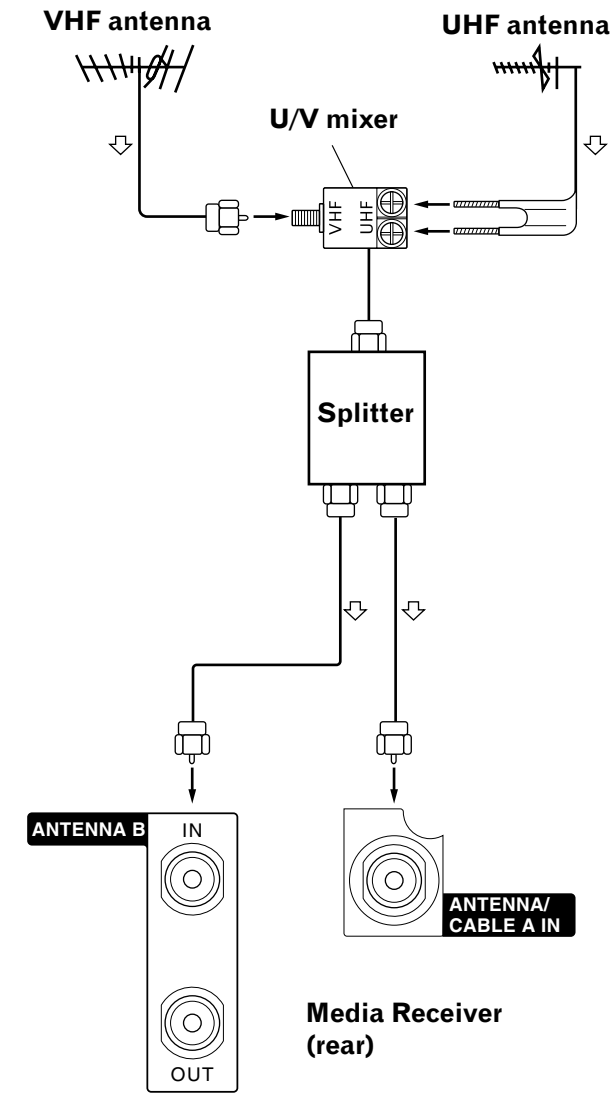 VHF antenna
UHF antenna
U/V mixer
VHF
UHF
Splitter
ANTENNA B
IN
OUT
ANTENNA/
CABLE A IN
Media Receiver
(rear)